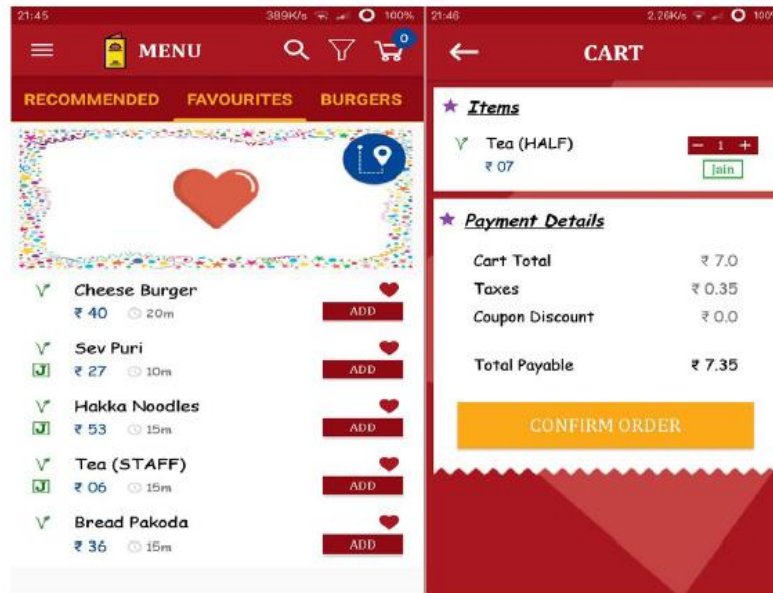 21:45 389K/s 100%
MENU 0
RECOMMENDED FAVOURITES BURGERS
Cheese Burger
₹ 40 20m ADD
Sev Puri
J ₹ 27 10m ADD
Hakka Noodles
J ₹ 53 15m ADD
Tea (STAFF)
J ₹ 06 15m ADD
Bread Pakoda
₹ 36 15m ADD
21:46 2.26K/s 100
CART
Items
Tea (HALF) − 1 +
₹ 07 Jain
Payment Details
Cart Total ₹ 7.0
Taxes ₹ 0.35
Coupon Discount ₹ 0.0
Total Payable ₹ 7.35
CONFIRM ORDER